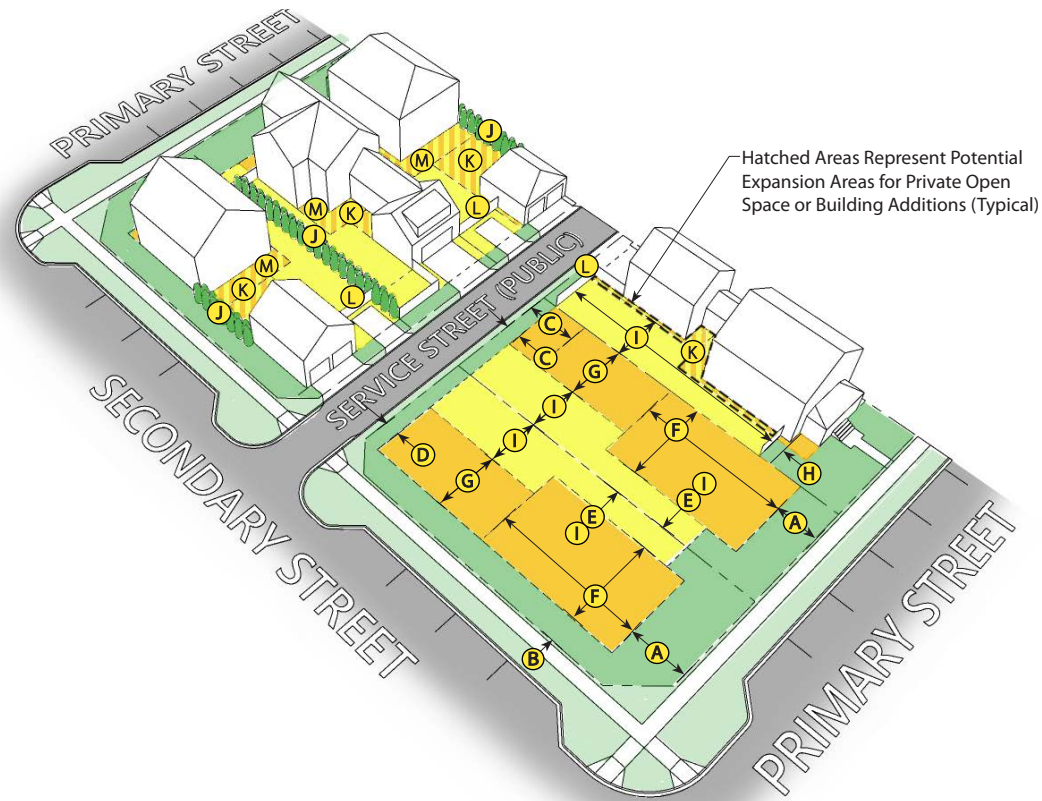 PRIMARY STREET
J
M
K
Hatched Areas Represent Potential
Expansion Areas for Private Open
Space or Building Additions (Typical)
L
M
K
J
M
K
L
J
SERVICE STREET (PUBLIC)
L
C
I
C
K
G
I
F
D
I
G
E
I
I
E
H
A
F
B
A
SECONDARY STREET
PRIMARY STREET